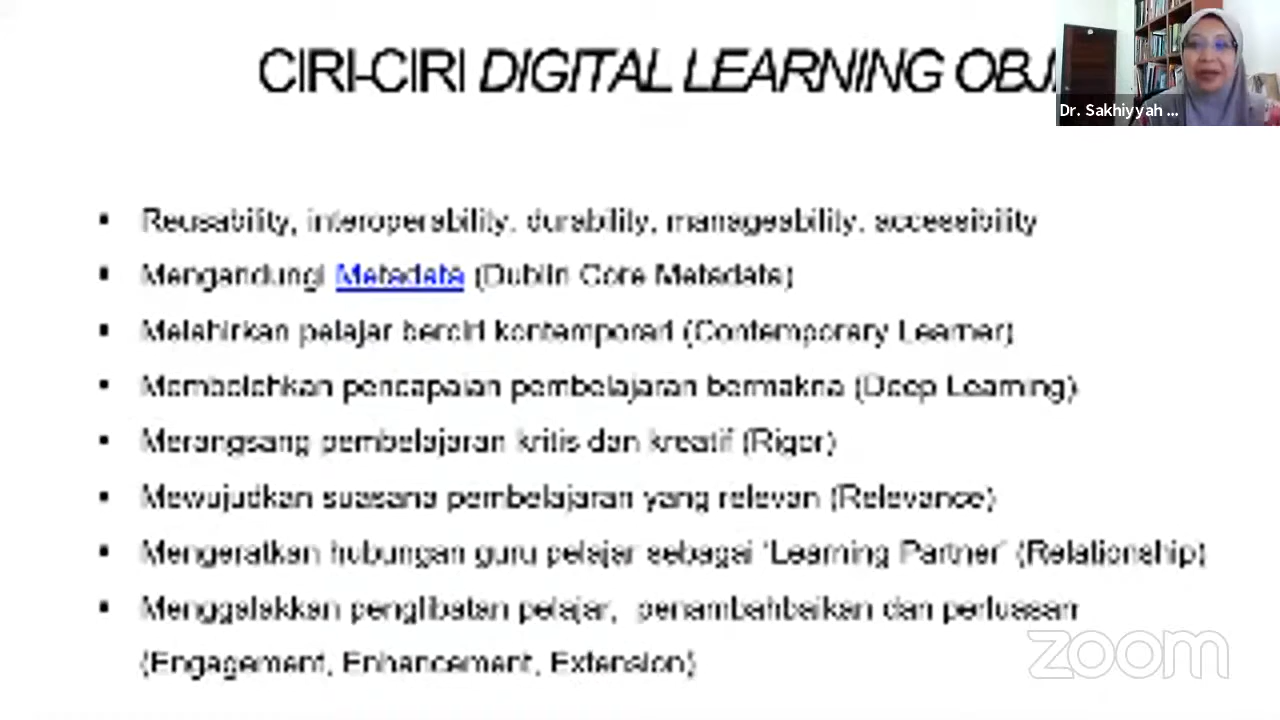 CIRI-CIRI DIGITAL LEARNING OBJ
Dr. Sakhiyyah ...
Reusability, interoperability, durability, manageability, accessibility
Mengandungi Metadata (Dublin Core Metadata)
Melahirkan pelajar berciri kontemporari (Contemporary Learner)
Membolehkan pencapaian pembelajaran bermakna (Deep Learning)
Merangsang pembelajaran kritis dan kreatif (Rigor)
Mewujudkan suasana pembelajaran yang relevan (Relevance)
Mengeratkan hubungan guru pelajar sebagai 'Learning Partner' (Relationship)
Menggalakkan penglibatan pelajar, penambahbaikan dan perluasan
(Engagement, Enhancement, Extension)
zoom